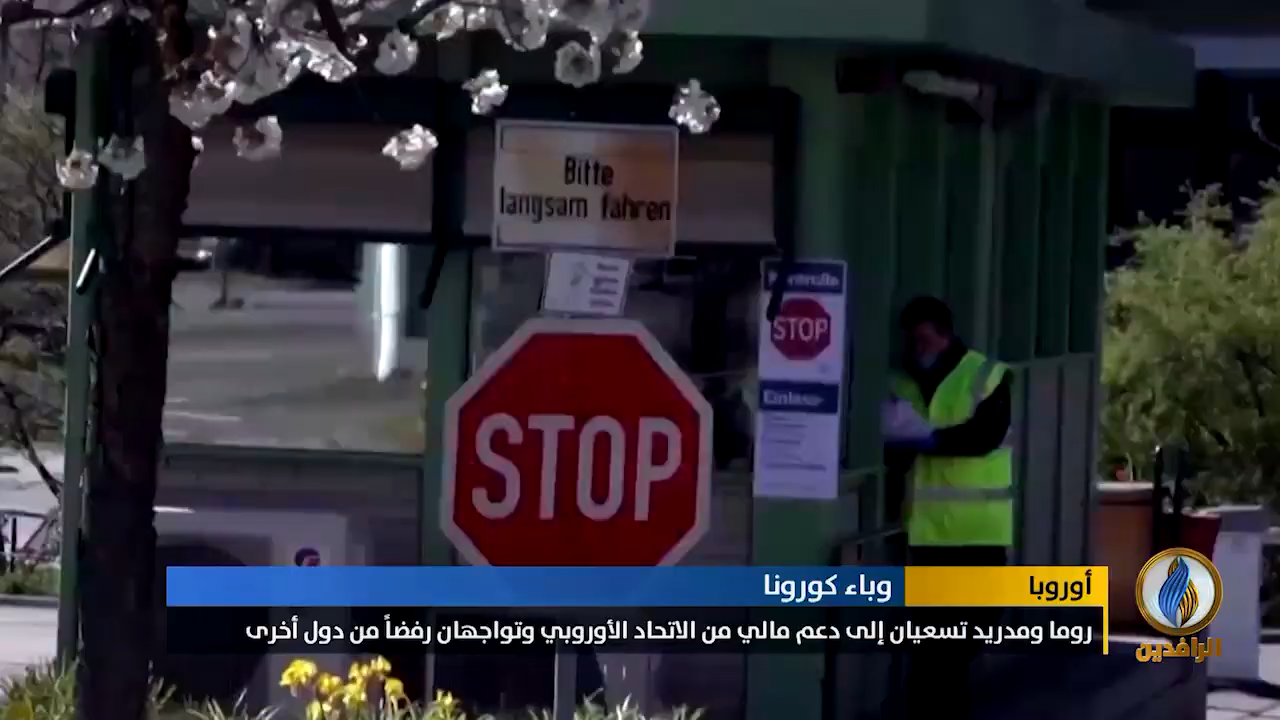 Bitte
langsam fahren
STOP
Einlass-
STOP
أوروبا
وباء كورونا
روما ومدريد تسعيان إلى دعم مالي من الاتحاد الأوروبي وتواجهان رفضاً من دول أخرى
الرافدين